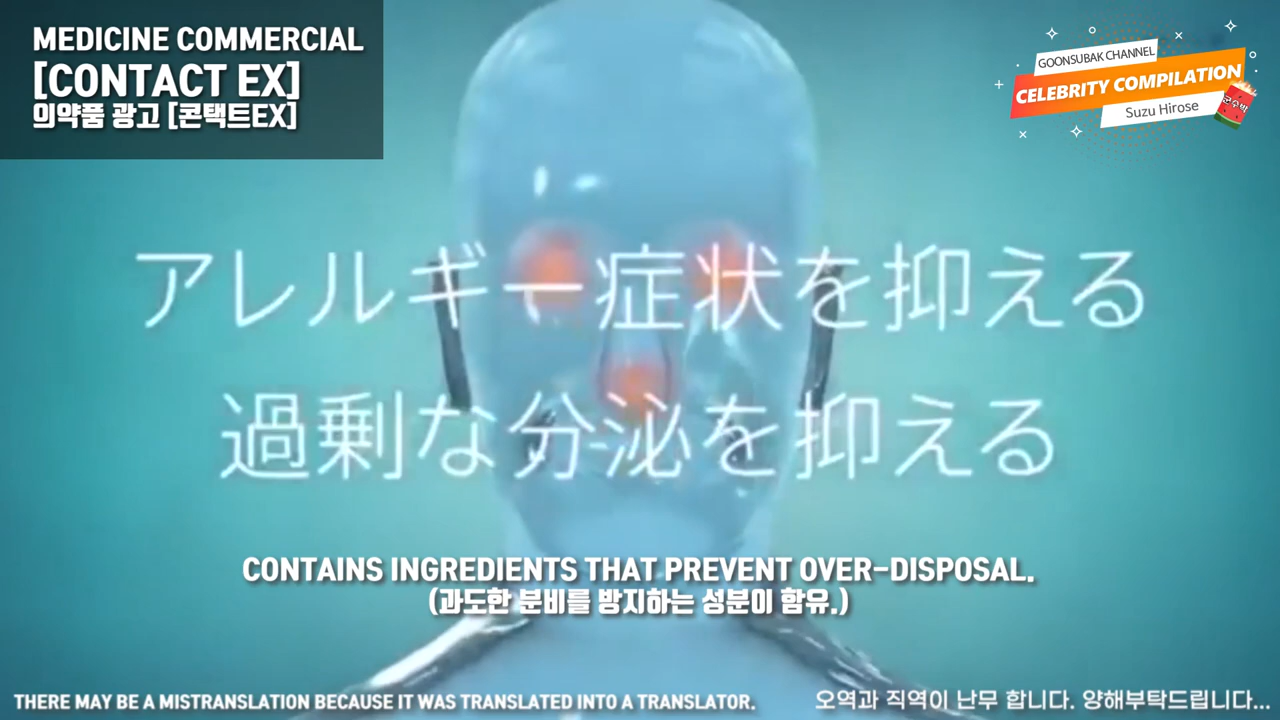 MEDICINE COMMERCIAL
[CONTACT EX]
의약품 광고 [콘택트EX]
GOONSUBAK CHANNEL
CELEBRITY COMPILATION
Suzu Hirose
군수박
アレルギー症状を抑える
過剰な分泌を抑える
CONTAINS INGREDIENTS THAT PREVENT OVER-DISPOSAL.
(과도한 분비를 방지하는 성분이 함유.)
THERE MAY BE A MISTRANSLATION BECAUSE IT WAS TRANSLATED INTO A TRANSLATOR.
오역과 직역이 난무 합니다. 양해부탁드립니다...